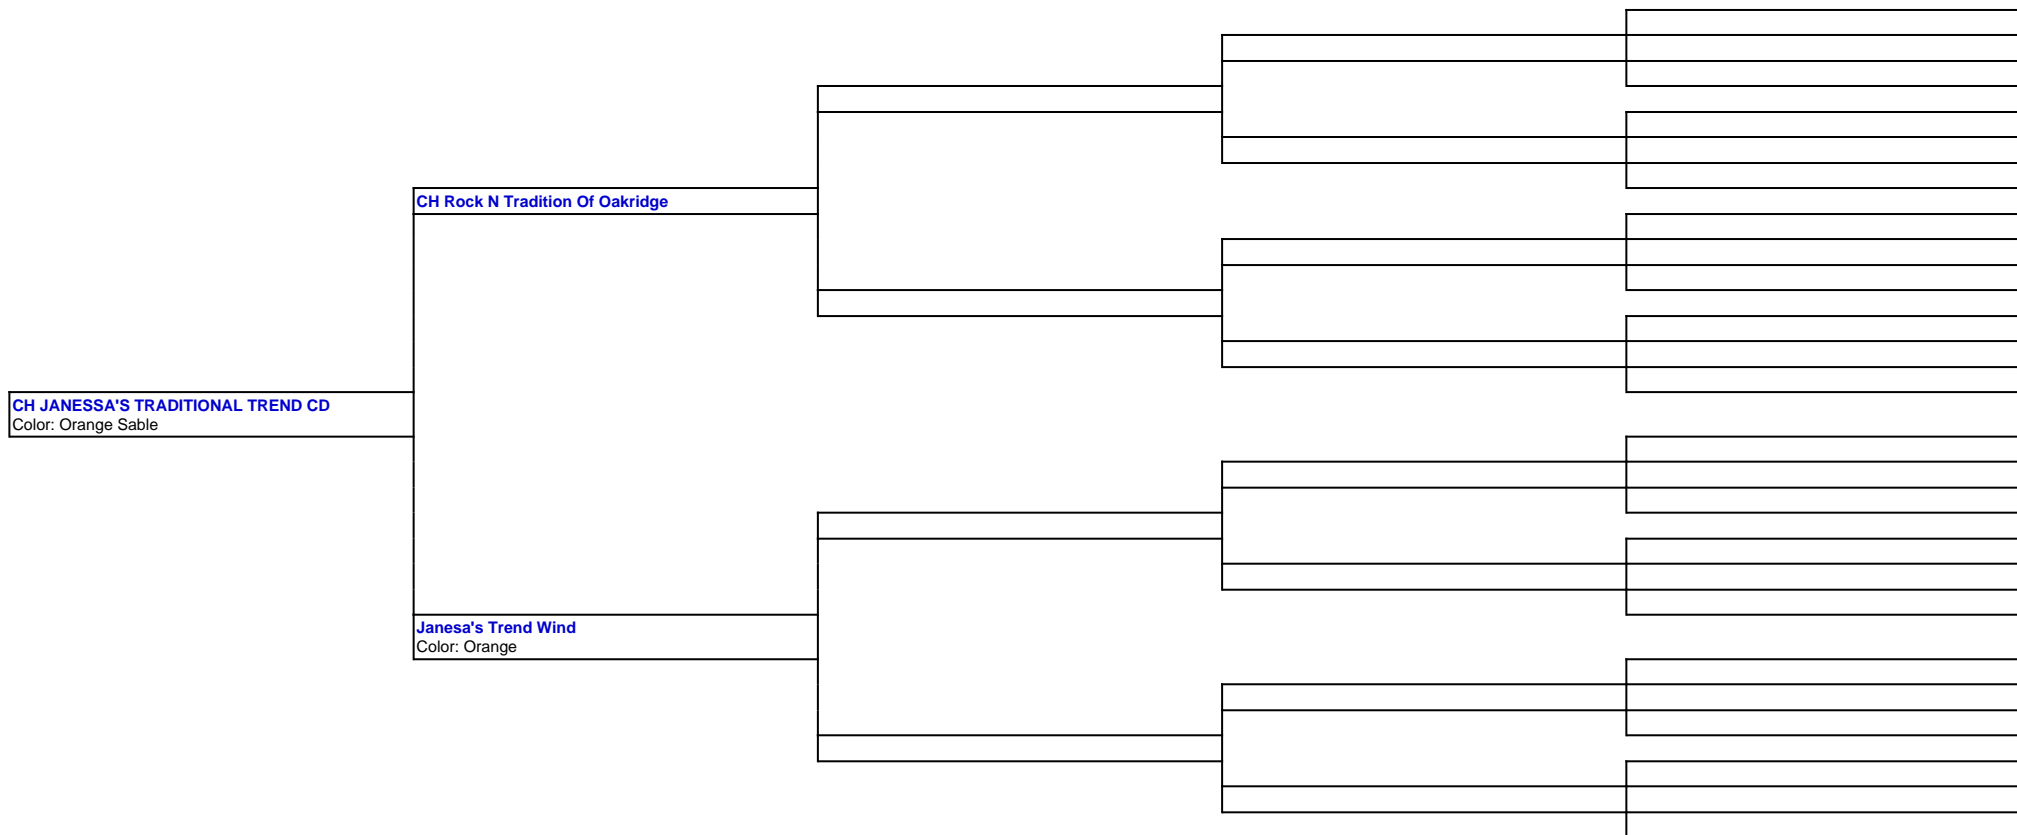 CH Rock N Tradition Of Oakridge
CH JANESSA'S TRADITIONAL TREND CD
Color: Orange Sable
Janesa's Trend Wind
Color: Orange